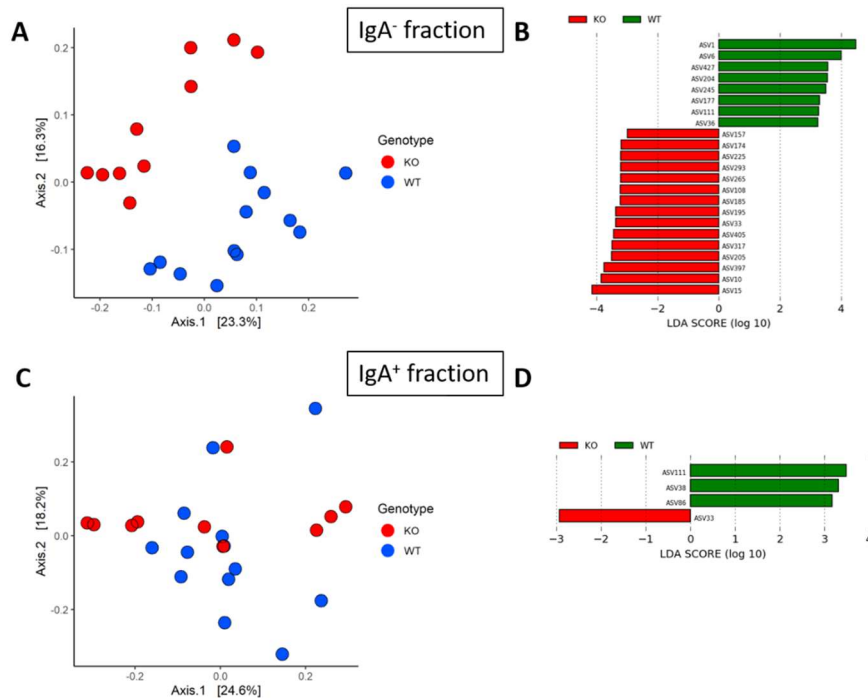 A
IgA- fraction
B
0.2
0.1
0.0
-0.1
Axis.2 [16.3%]
-0.2
-0.1
0.0
0.1
0.2
Axis.1 [23.3%]
Genotype
KO
WT
KO
WT
ASV1
ASV6
ASV427
ASV204
ASV245
ASV177
ASV111
ASV36
ASV157
ASV174
ASV225
ASV293
ASV265
ASV108
ASV185
ASV195
ASV33
ASV405
ASV317
ASV205
ASV397
ASV10
ASV15
−4
−2
0
2
4
LDA SCORE (log 10)
C
IgA+ fraction
D
0.2
0.0
-0.2
Axis.2 [18.2%]
-0.2
0.0
0.2
Axis.1 [24.6%]
Genotype
KO
WT
KO
WT
ASV111
ASV38
ASV86
ASV33
−3
−2
−1
0
1
2
3
4
LDA SCORE (log 10)